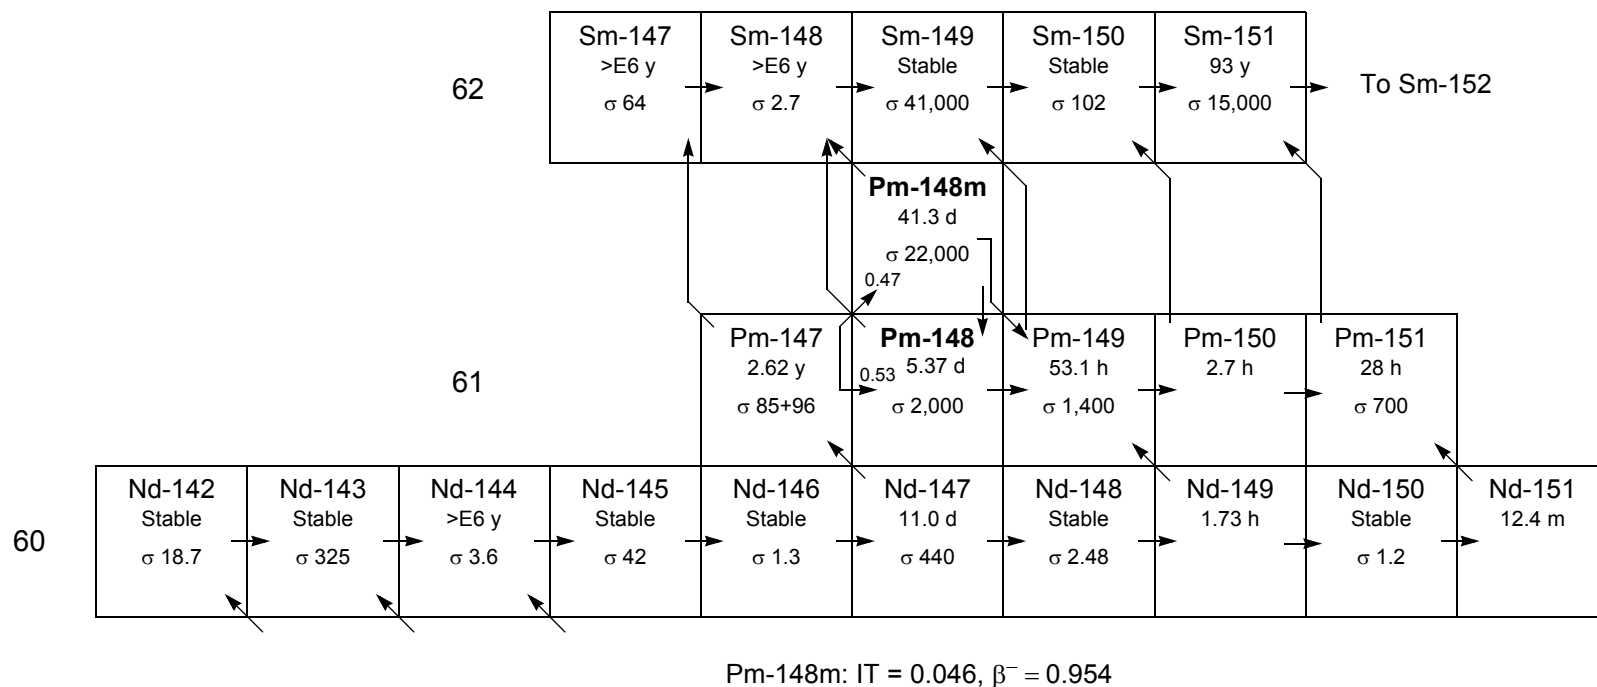 Sm-147 Sm-148 Sm-149 Sm-150 Sm-151
>E6 y >E6 y Stable Stable 93 y
62 To Sm-152
σ 64 σ 2.7 σ 41,000 σ 102 σ 15,000
Pm-148m
41.3 d
σ 22,000
0.47
Pm-147 Pm-148 Pm-149 Pm-150 Pm-151
2.62 y 5.37 d 53.1 h 2.7 h 28 h
61 0.53
σ 85+96 σ 2,000 σ 1,400 σ 700
Nd-142 Nd-143 Nd-144 Nd-145 Nd-146 Nd-147 Nd-148 Nd-149 Nd-150 Nd-151
Stable Stable >E6 y Stable Stable 11.0 d Stable 1.73 h Stable 12.4 m
60
σ 18.7 σ 325 σ 3.6 σ 42 σ 1.3 σ 440 σ 2.48 σ 1.2
Pm-148m: IT = 0.046, β⁻ = 0.954